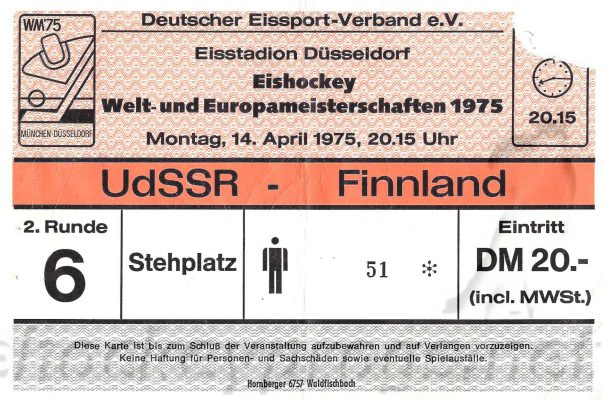 WM'75
MÜNCHEN-DÜSSELDORF
Deutscher Eissport-Verband e.V.
Eisstadion Düsseldorf
Eishockey
Welt- und Europameisterschaften 1975
Montag, 14. April 1975, 20.15 Uhr
20.15
UdSSR - Finnland
2. Runde
6
Stehplatz
51 *
Eintritt
DM 20.-
(incl. MWSt.)
Diese Karte ist bis zum Schluß der Veranstaltung aufzubewahren und auf Verlangen vorzuzeigen.
Keine Haftung für Personen- und Sachschäden sowie eventuelle Spielausfälle.
Homberger 6757 Waldfischbach